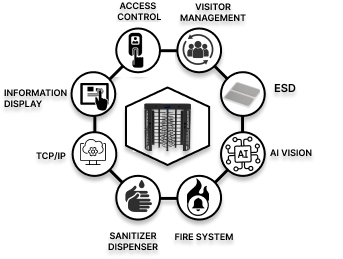 ACCESS
CONTROL
VISITOR
MANAGEMENT
INFORMATION
DISPLAY
ESD
TCP/IP
AI
AI VISION
SANITIZER
DISPENSER
FIRE SYSTEM